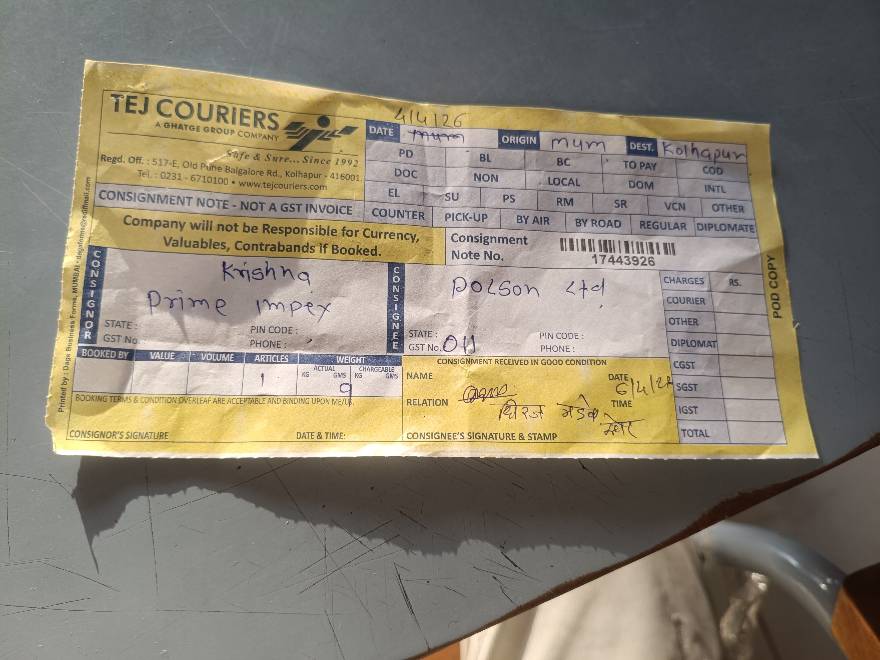 TEJ COURIERS
A GHATGE GROUP COMPANY
Safe & Sure... Since 1992
Regd. Off. : 517-E, Old Pune Bangalore Rd., Kolhapur - 416001
Tel. : 0231 - 6710100 • www.tejcouriers.com
CONSIGNMENT NOTE - NOT A GST INVOICE
Company will not be Responsible for Currency,
Valuables, Contrabands if Booked.
4/4/26
DATE mum ORIGIN mum DEST. Kolhapur
PD BL BC TO PAY COD
DOC NON LOCAL DOM INTL
EL SU PS RM SR VCN OTHER
COUNTER PICK-UP BY AIR BY ROAD REGULAR DIPLOMATE
Consignment
Note No.
17443926
CONSIGNOR
Krishna
Prime Impex
STATE : PIN CODE :
GST No. PHONE :
CONSIGNEE
POLSON Ltd
STATE : PIN CODE :
GST No. PHONE :
CHARGES RS.
COURIER
OTHER
DIPLOMAT
CGST
SGST
IGST
TOTAL
POD COPY
BOOKED BY VALUE VOLUME ARTICLES WEIGHT
ACTUAL CHARGEABLE
KG GMS KG GMS
1 9
BOOKING TERMS & CONDITION OVERLEAF ARE ACCEPTABLE AND BINDING UPON ME/US.
CONSIGNOR'S SIGNATURE DATE & TIME:
CONSIGNMENT RECEIVED IN GOOD CONDITION
NAME DATE
6/4/26
RELATION TIME
धीरज
CONSIGNEE'S SIGNATURE & STAMP
Printed by : Dags Business Forms, MUMBAI